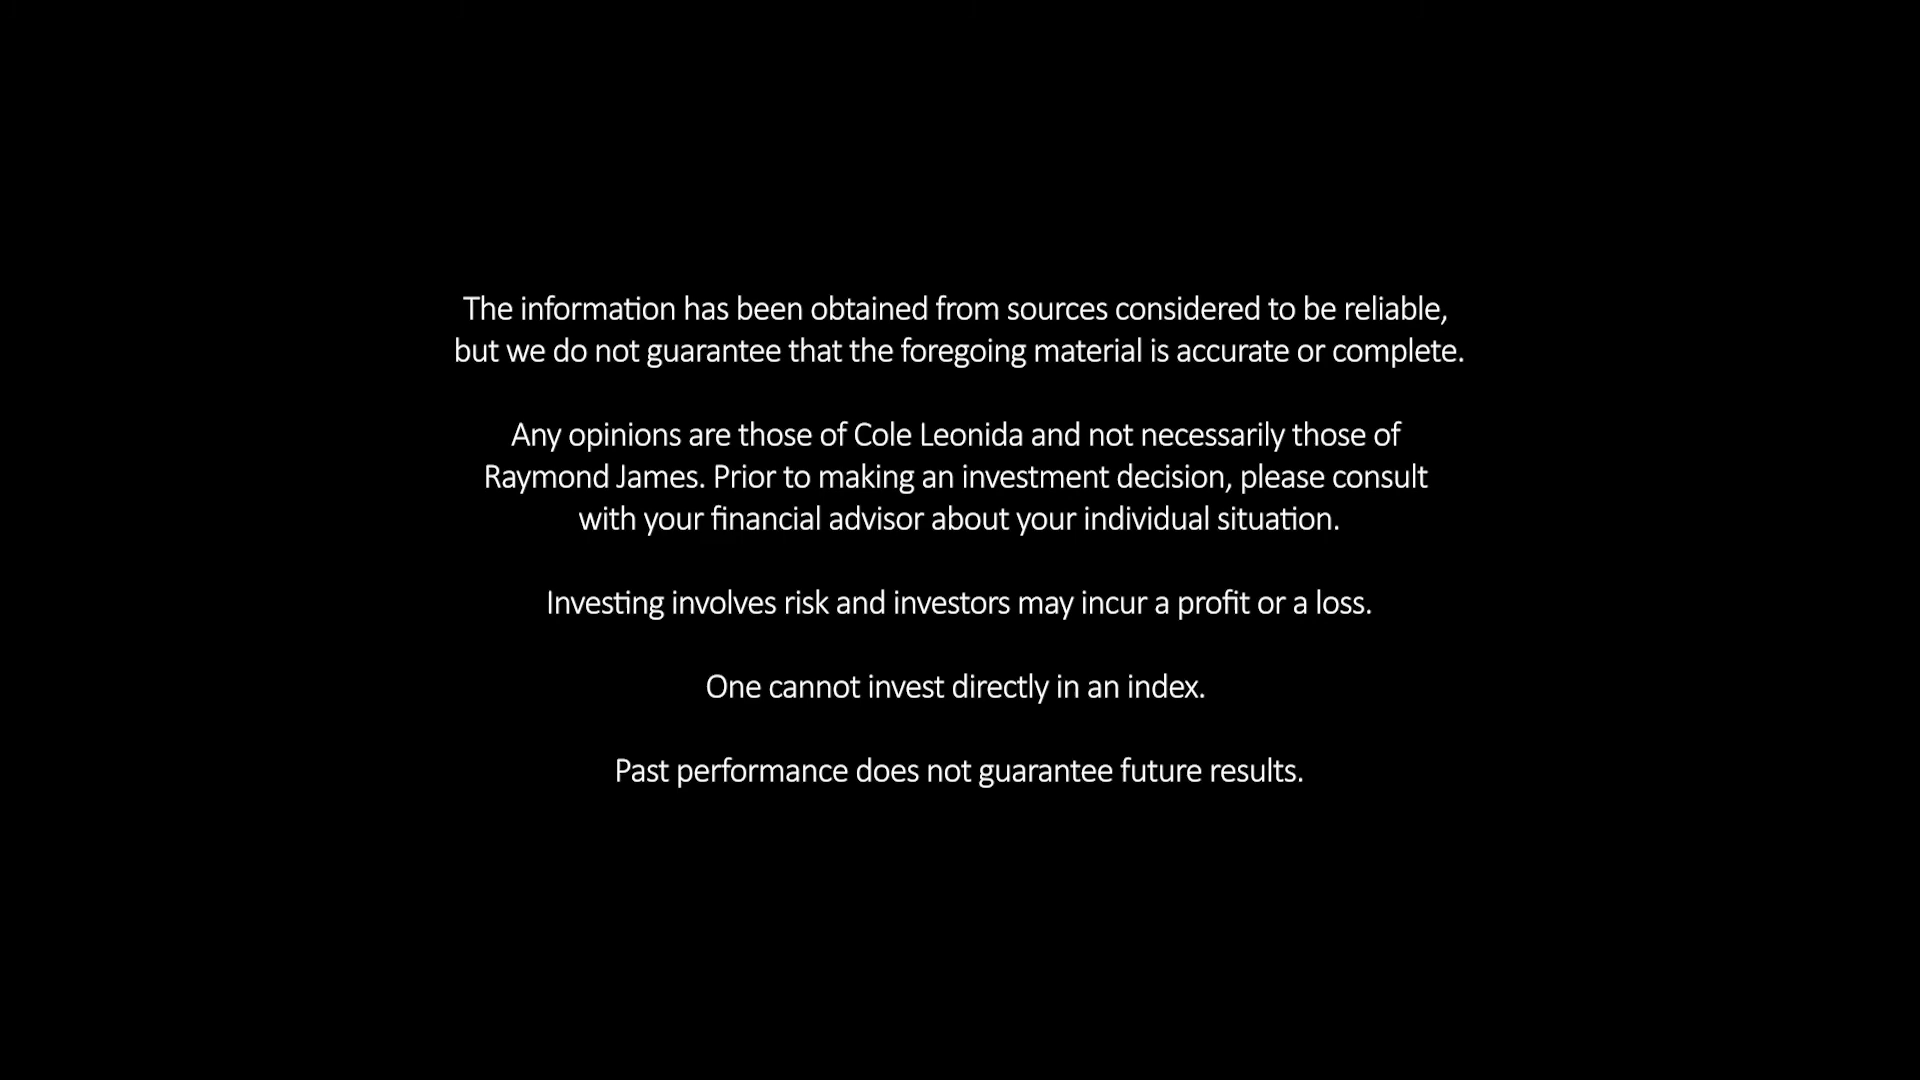 The information has been obtained from sources considered to be reliable,
but we do not guarantee that the foregoing material is accurate or complete.
Any opinions are those of Cole Leonida and not necessarily those of
Raymond James. Prior to making an investment decision, please consult
with your financial advisor about your individual situation.
Investing involves risk and investors may incur a profit or a loss.
One cannot invest directly in an index.
Past performance does not guarantee future results.